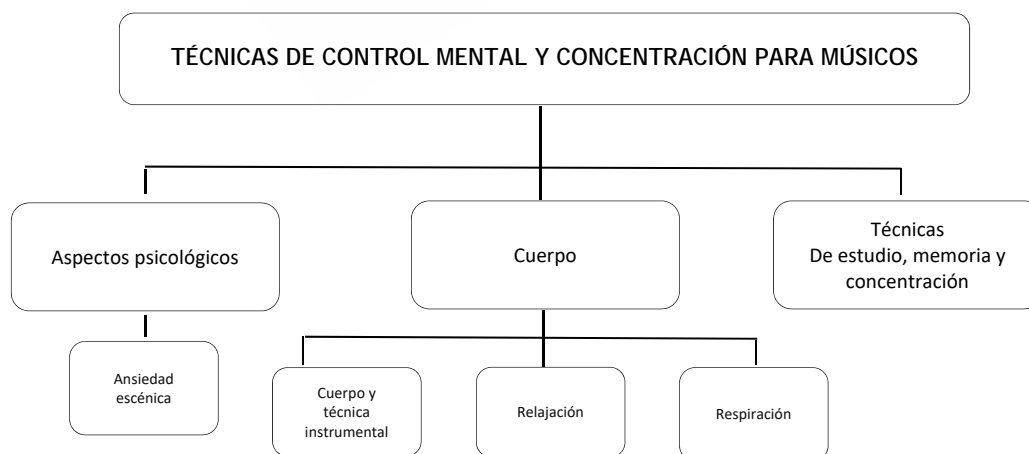 TÉCNICAS DE CONTROL MENTAL Y CONCENTRACIÓN PARA MÚSICOS
Aspectos psicológicos
Cuerpo
Técnicas
De estudio, memoria y
concentración
Ansiedad
escénica
Cuerpo y
técnica
instrumental
Relajación
Respiración